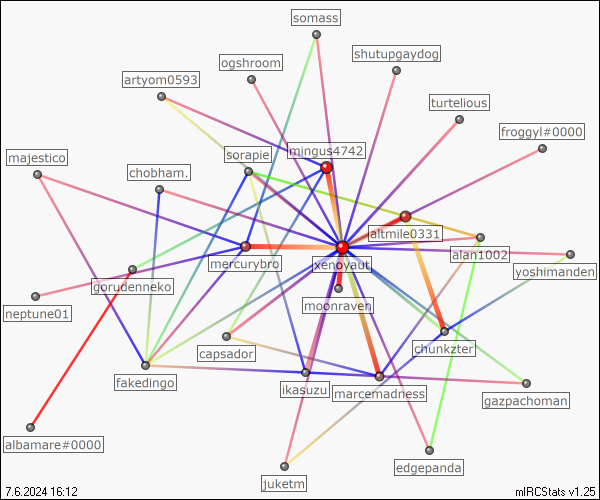 somass
shutupgaydog
ogshroom
artyom0593
turtelious
froggyl#0000
majestico
sorapie
mingus4742
chobham.
altmile0331
alan1002
mercurybro
xenoyaut
yoshimanden
gorudenneko
moonraven
neptune01
chunkzter
capsador
fakedingo
ikasuzu
marcemadness
gazpachoman
albamare#0000
edgepanda
juketm
7.6.2024 16:12
mIRCStats v1.25